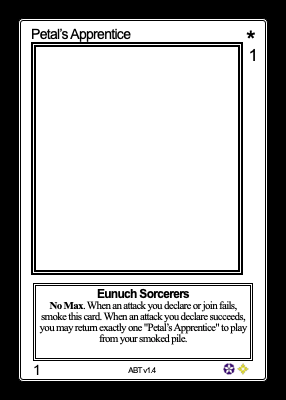 Petal's Apprentice
*
1
Eunuch Sorcerers
No Max. When an attack you declare or join fails,
smoke this card. When an attack you declare succeeds,
you may return exactly one "Petal's Apprentice" to play
from your smoked pile.
1
ABT v1.4